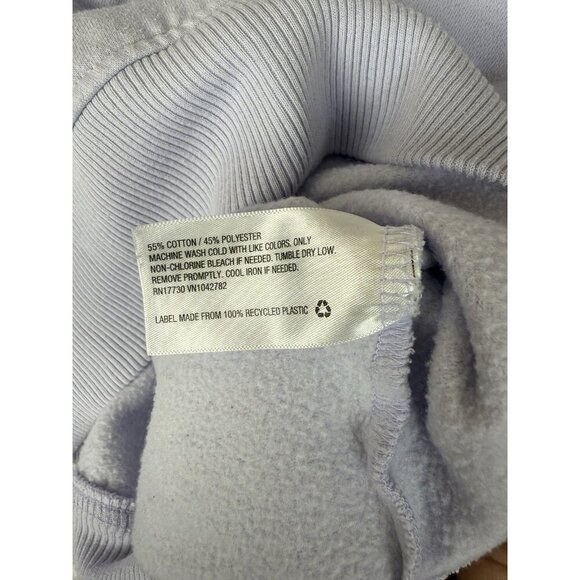 55% COTTON / 45% POLYESTER
MACHINE WASH COLD WITH LIKE COLORS. ONLY
NON-CHLORINE BLEACH IF NEEDED. TUMBLE DRY LOW.
REMOVE PROMPTLY. COOL IRON IF NEEDED.
RN17730 VN1042782
LABEL MADE FROM 100% RECYCLED PLASTIC